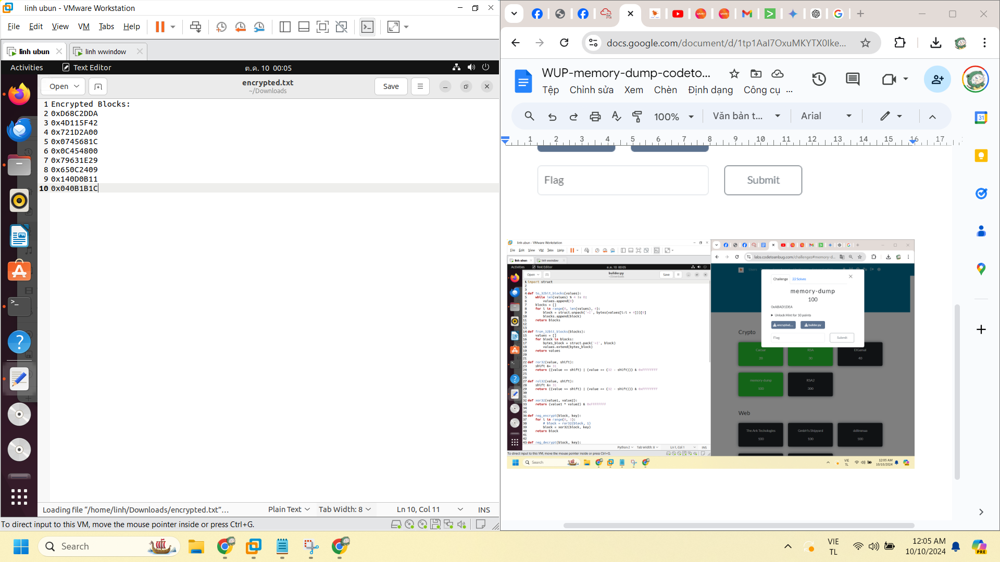 linh ubun - VMware Workstation
File Edit View VM Tabs Help
linh ubun
linh wwindow
Activities
Text Editor
ต.ค. 10 00:05
Open
encrypted.txt
~/Downloads
Save
1 Encrypted Blocks:
2 0xD68C2DDA
3 0x4D115F42
4 0x721D2A00
5 0x0745681C
6 0x0C454800
7 0x79631E29
8 0x650C2409
9 0x140D0B11
10 0x040B1B1C
Loading file “/home/linh/Downloads/encrypted.txt”…
Plain Text
Tab Width: 8
Ln 10, Col 11
INS
To direct input to this VM, move the mouse pointer inside or press Ctrl+G.
docs.google.com/document/d/1tp1AaI7OxuMKYTX0Ike...
WUP-memory-dump-codeto...
Tệp Chỉnh sửa Xem Chèn Định dạng Công cụ ...
100%
Văn bản t...
Arial
1 2 3 4 5 6 7 8 9 10 11 12 13 14 15 16 17
31
Flag
Submit
linh ubun - VMware Workstation
File Edit View VM Tabs Help
linh ubun
linh wwindow
Activities
Text Editor
ต.ค. 10 00:05
Open
builder.py
~/Downloads
Save
1 import struct
2
3
4 def to_32bit_blocks(values):
5 while len(values) % 4 != 0:
6 values.append(0)
7 blocks = []
8 for i in range(0, len(values), 4):
9 block = struct.unpack('>I', bytes(values[i:i + 4]))[0]
10 blocks.append(block)
11 return blocks
12
13
14 def from_32bit_blocks(blocks):
15 values = []
16 for block in blocks:
17 bytes_block = struct.pack('>I', block)
18 values.extend(bytes_block)
19 return values
20
21
22 def ror32(value, shift):
23 shift &= 31
24 return ((value >> shift) | (value << (32 - shift))) & 0xFFFFFFFF
25
26
27 def rol32(value, shift):
28 shift &= 31
29 return ((value << shift) | (value >> (32 - shift))) & 0xFFFFFFFF
30
31
32 def xor32(value1, value2):
33 return (value1 ^ value2) & 0xFFFFFFFF
34
35
36 def reg_encrypt(block, key):
37 for i in range(0, 3):
38 # block = ror32(block, 1)
39 block = xor32(block, key)
40 return block
41
42
43 def reg_decrypt(block, key):
Python 2
Tab Width: 8
Ln 1, Col 1
INS
To direct input to this VM, move the mouse pointer inside or press Ctrl+G.
labs.codetoanbug.com/challenges#memory-d...
Challenge
22 Solves
memory-dump
100
0xABAD1DEA
Unlock Hint for 10 points
encrypted....
builder.py
Flag
Submit
Crypto
Caesar
30
RSA
30
ElGamal
40
memory-dump
100
RSA2
300
Web
The Ark Techologies
100
GmbH's Shipyard
100
100
Search
VIE
TL
12:05 AM
10/10/2024
Search
VIE
TL
12:05 AM
10/10/2024
PRE